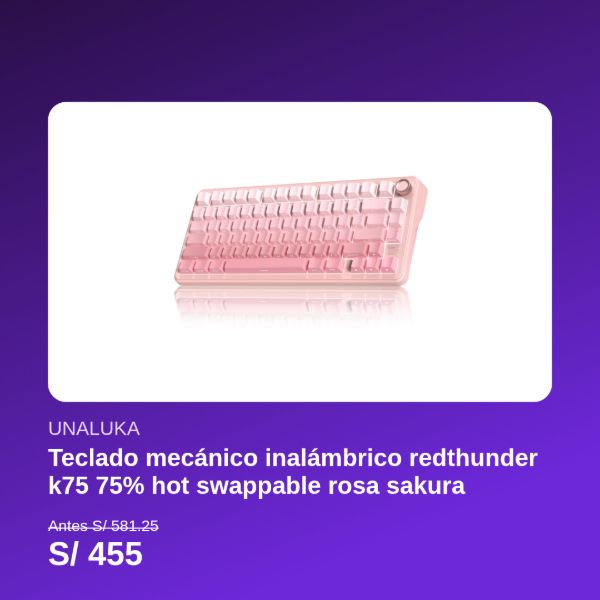 UNALUKA
Teclado mecánico inalámbrico redthunder
k75 75% hot swappable rosa sakura
Antes S/ 581.25
S/ 455